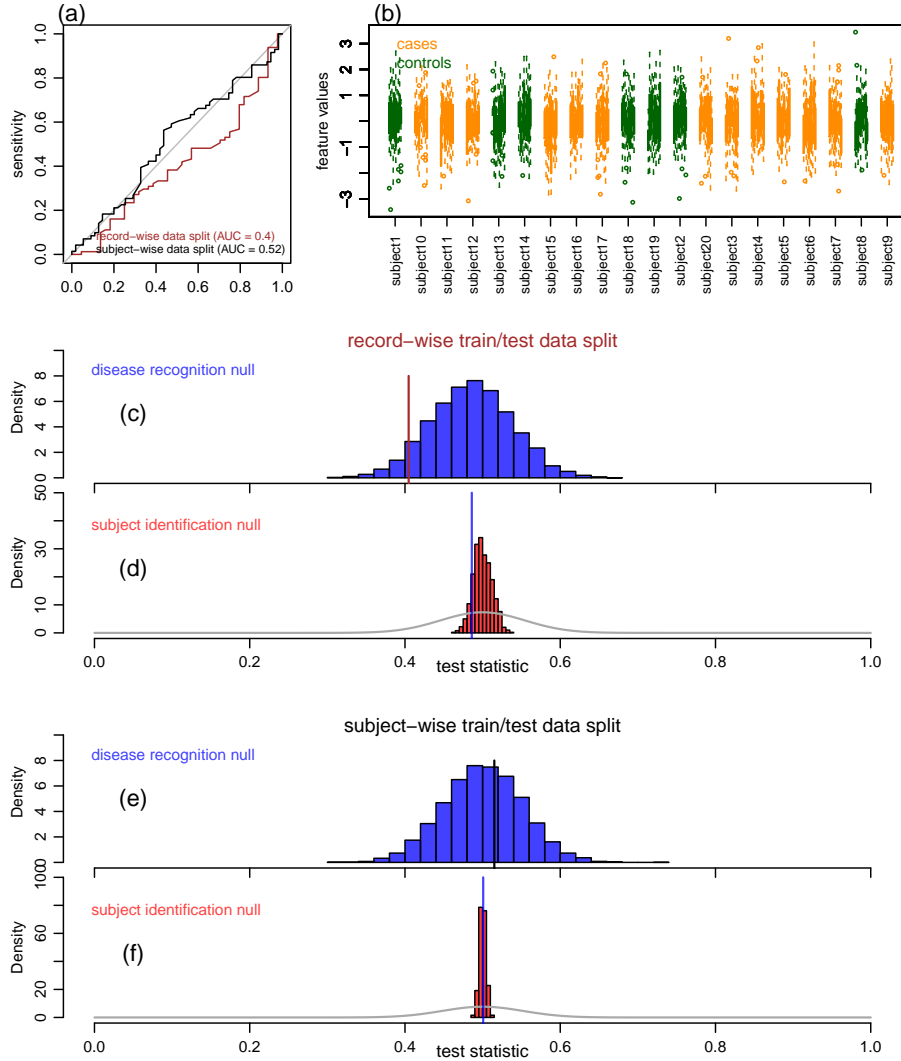 (a)
sensitivity
1.0
0.8
0.6
0.4
0.2
0.0
record−wise data split (AUC = 0.4)
subject−wise data split (AUC = 0.52)
0.0 0.2 0.4 0.6 0.8 1.0
(b)
feature values
3
1
−1
−3
cases
controls
subject1 subject10 subject11 subject12 subject13 subject14 subject15 subject16 subject17 subject18 subject19 subject2 subject20 subject3 subject4 subject5 subject6 subject7 subject8 subject9
record−wise train/test data split
disease recognition null
(c)
Density
8
6
4
2
0
subject identification null
(d)
Density
50
30
10
0
0.0 0.4 0.6 0.8 1.0
test statistic
subject−wise train/test data split
disease recognition null
(e)
Density
8
6
4
2
0
subject identification null
(f)
Density
100
60
20
0
0.0 0.4 0.6 0.8 1.0
test statistic